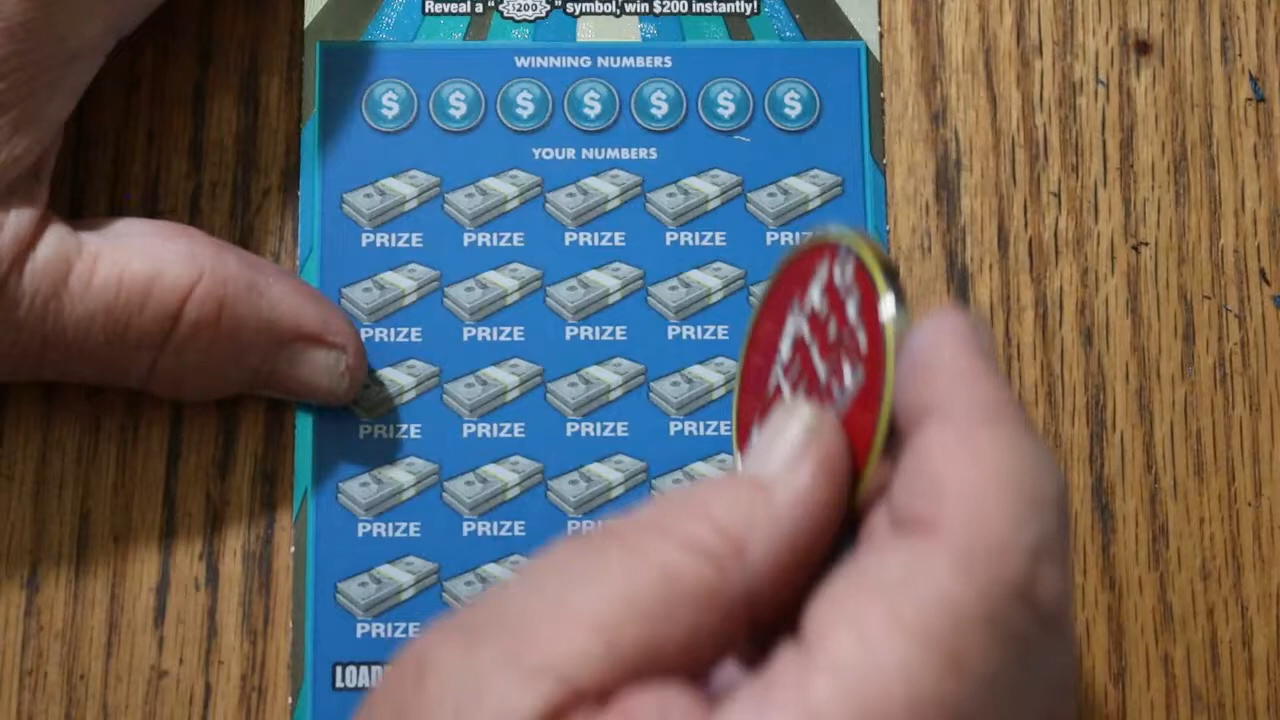 Reveal a “ $200 ” symbol, win $200 instantly!
WINNING NUMBERS
$ $ $ $ $ $ $
YOUR NUMBERS
PRIZE PRIZE PRIZE PRIZE PRIZE
PRIZE PRIZE PRIZE PRIZE
PRIZE PRIZE PRIZE PRIZE
PRIZE PRIZE
PRIZE